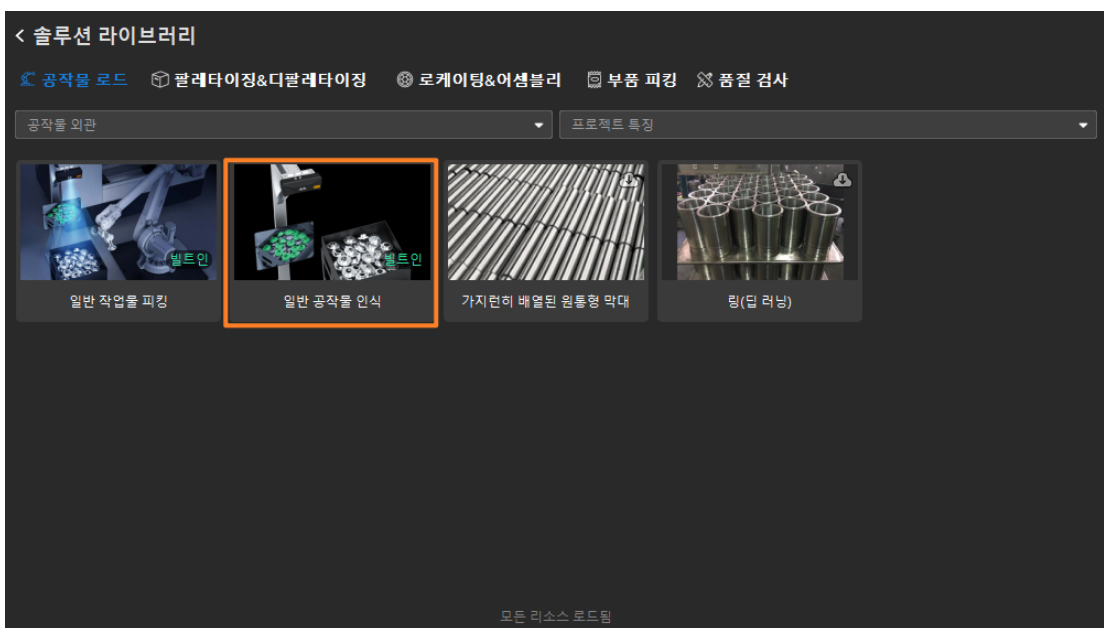 솔루션 라이브러리
공작물 로드 팔레타이징&디팔레타이징 로케이팅&어셈블리 부품 피킹 품질 검사
공작물 외관 프로젝트 특징
빌트인 빌트인
일반 작업물 피킹 일반 공작물 인식 가지런히 배열된 원통형 막대 링(딥 러닝)
모든 리소스 로드됨